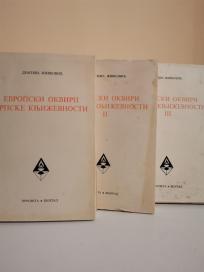 ДРАГИША ЖИВКОВИЋ
ЕВРОПСКИ ОКВИРИ
СРПСКЕ КЊИЖЕВНОСТИ
ПРОСВЕТА • БЕОГРАД
ЖИВКОВИЋ
ОКВИРИ
КЊИЖЕВНОСТИ
II
БЕОГРАД
ЖИВКОВИЋ
ОКВИРИ
КЊИЖЕВНОСТИ
III
ПРОСВЕТА • БЕОГРАД